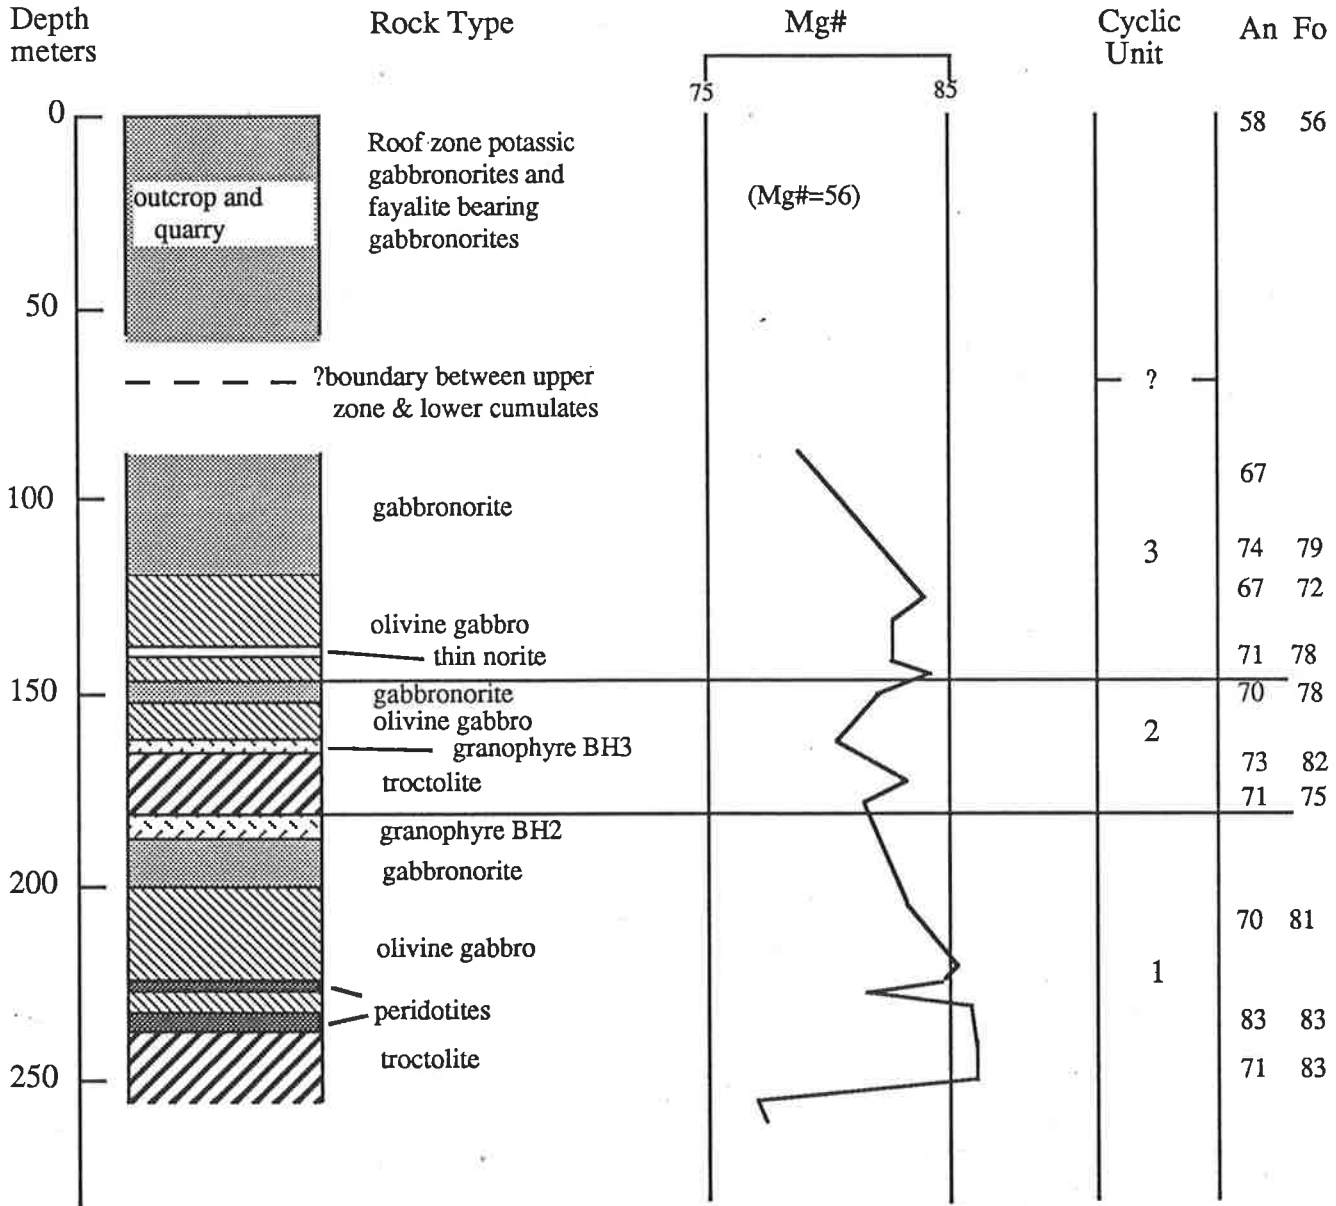 Depth
meters
Rock Type
Mg#
Cyclic
Unit
An Fo
75
85
0
58 56
Roof zone potassic
gabbronorites and
fayalite bearing
gabbronorites
outcrop and
quarry
(Mg#=56)
50
?boundary between upper
zone & lower cumulates
?
67
100
gabbronorite
3
74 79
67 72
olivine gabbro
thin norite
71 78
150
gabbronorite
70 78
olivine gabbro
2
granophyre BH3
73 82
troctolite
71 75
granophyre BH2
gabbronorite
200
70 81
olivine gabbro
1
peridotites
83 83
troctolite
71 83
250